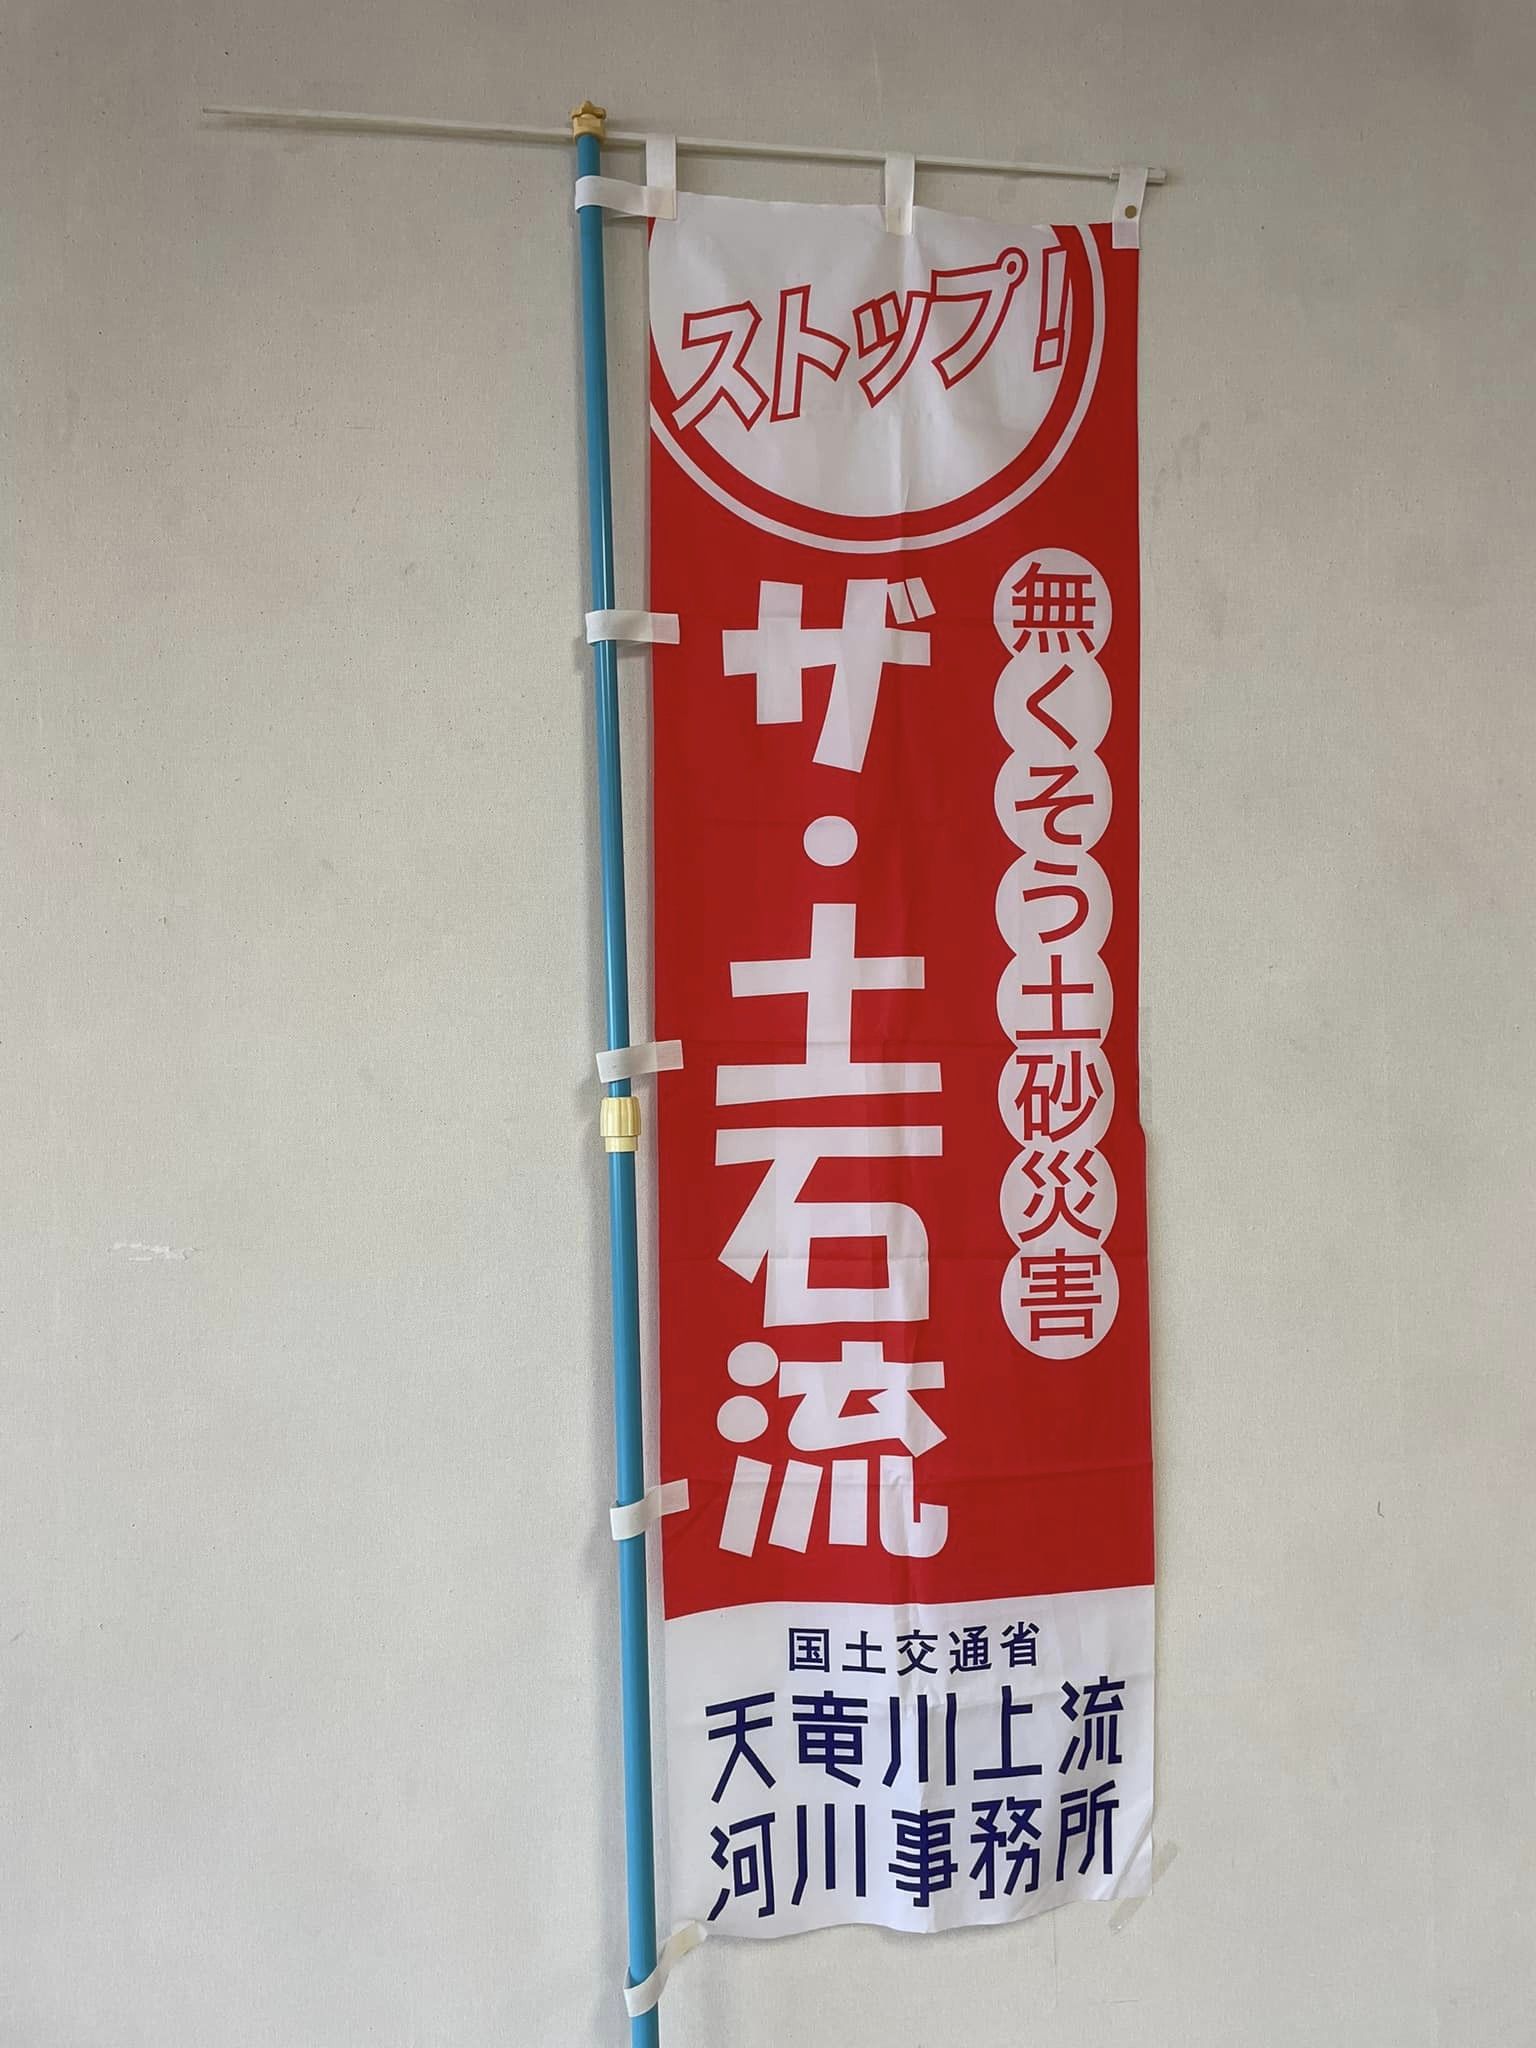 ストップ!
無くそう土砂災害
ザ・土石流
国土交通省
天竜川上流
河川事務所